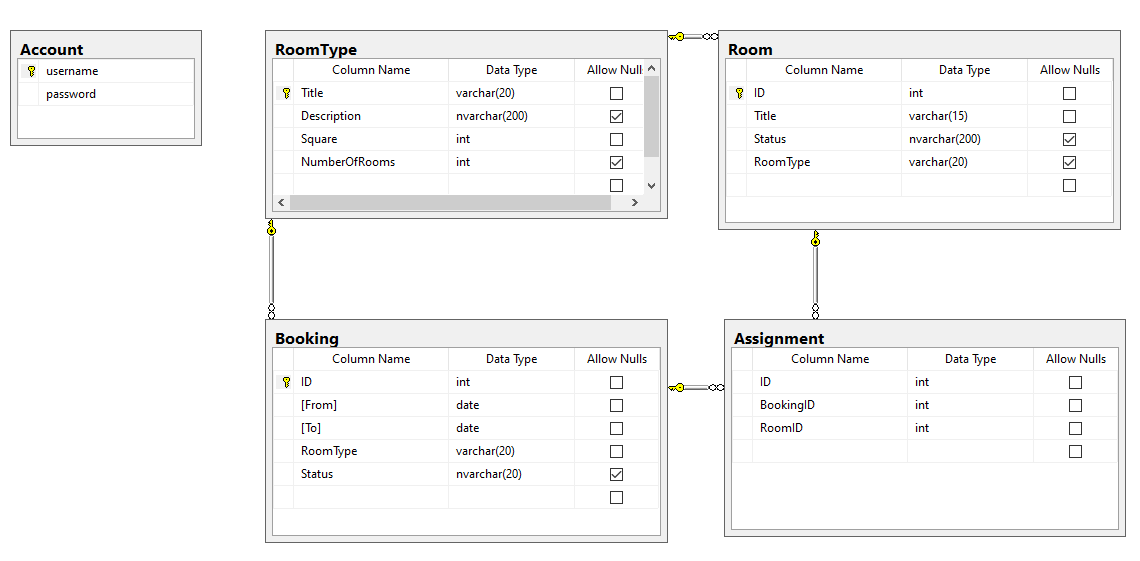 Account
username
password
RoomType
Column Name Data Type Allow Null
Title varchar(20)
Description nvarchar(200)
Square int
NumberOfRooms int
Room
Column Name Data Type Allow Nulls
ID int
Title varchar(15)
Status nvarchar(200)
RoomType varchar(20)
Booking
Column Name Data Type Allow Nulls
ID int
[From] date
[To] date
RoomType varchar(20)
Status nvarchar(20)
Assignment
Column Name Data Type Allow Nulls
ID int
BookingID int
RoomID int